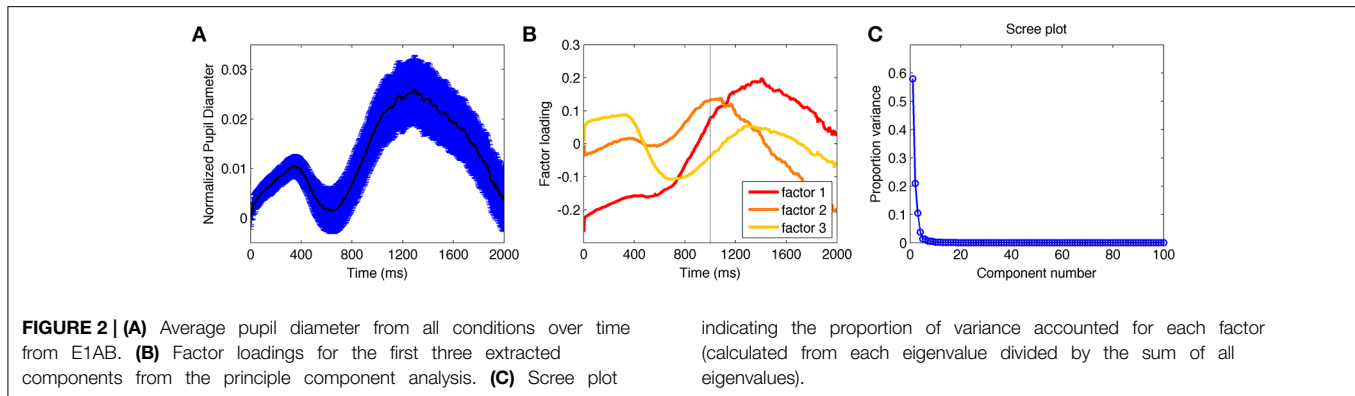 A
Normalized Pupil Diameter
0.03
0.02
0.01
0
0 400 800 1200 1600 2000
Time (ms)
B
Factor loading
0.3
0.2
0.1
0
-0.1
-0.2
factor 1
factor 2
factor 3
0 400 800 1200 1600 2000
Time (ms)
C
Scree plot
Proportion variance
0.6
0.5
0.4
0.3
0.2
0.1
0
0 20 40 60 80 100
Component number
FIGURE 2 | (A) Average pupil diameter from all conditions over time
from E1AB. (B) Factor loadings for the first three extracted
components from the principle component analysis. (C) Scree plot
indicating the proportion of variance accounted for each factor
(calculated from each eigenvalue divided by the sum of all
eigenvalues).